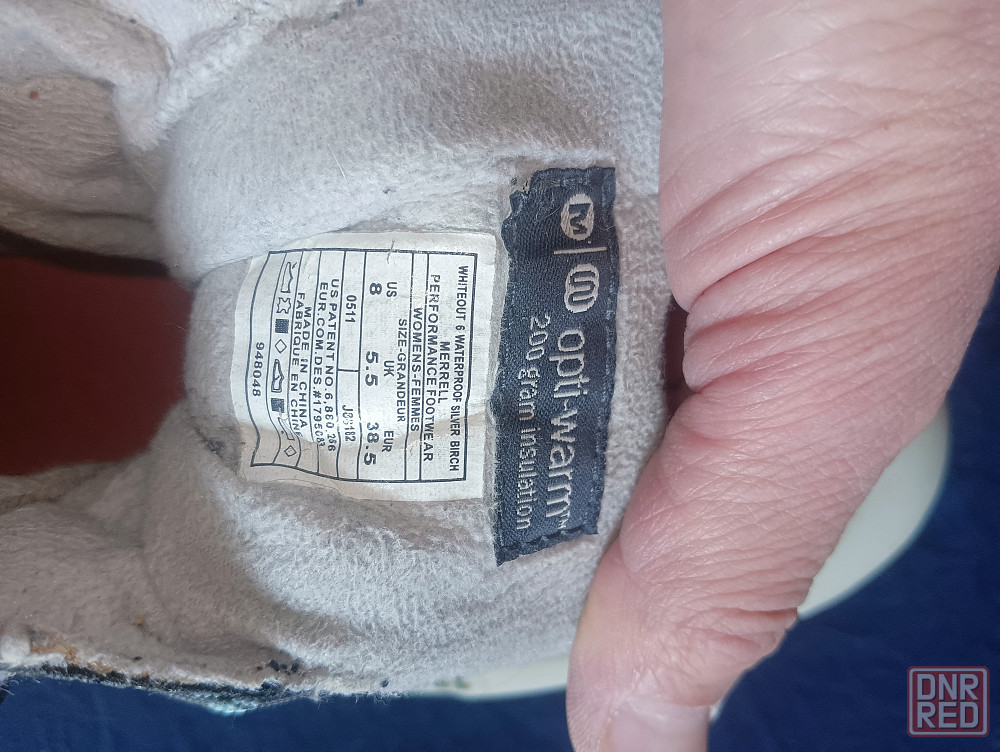 WHITEOUT 6 WATERPROOF SILVER BIRCH
MERRELL
PERFORMANCE FOOTWEAR
WOMENS-FEMMES
SIZE-GRANDEUR
US UK EUR
8 5.5 38.5
0511
US PATENT NO.6,860,
EUR.COM.DES.#179508
MADE IN CHINA
FABRIQUE EN CHINE
948048
M
opti-warm™
200 gram insulation
DNR
RED